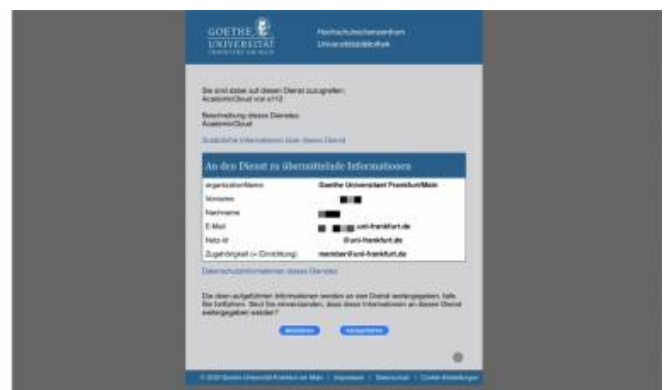 GOETHE
UNIVERSITÄT
FRANKFURT AM MAIN
Hochschulrechenzentrum
Universitätsbibliothek
Sie sind dabei auf diesen Dienst zuzugreifen:
AcademicCloud von
Beschreibung dieses Dienstes:
AcademicCloud
Zusätzliche Informationen über diesen Dienst
An den Dienst zu übermittelnde Informationen
organizationName Goethe Universitaet Frankfurt/Main
Vorname
Nachname
E-Mail uni-frankfurt.de
Netz-Id @uni-frankfurt.de
Zugehörigkeit (+ Einrichtung) member@uni-frankfurt.de
Datenschutzinformationen dieses Dienstes
Die oben aufgeführten Informationen werden an den Dienst weitergegeben, falls
Sie fortfahren. Sind Sie einverstanden, dass diese Informationen an diesen Dienst
weitergegeben werden?
Ablehnen Akzeptieren
Goethe-Universität Frankfurt am Main | Impressum | Datenschutz | Cookie-Einstellungen